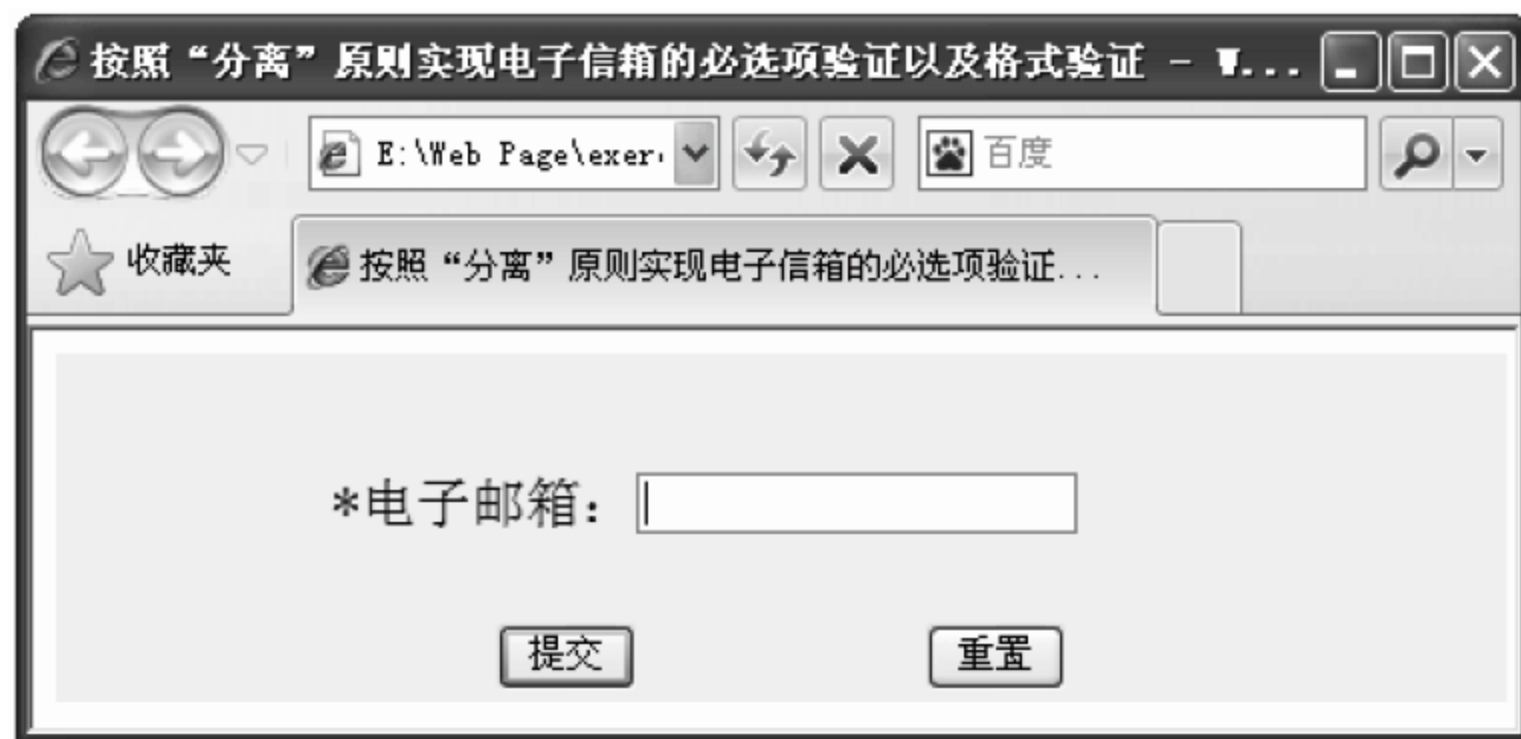 按照“分离”原则实现电子信箱的必选项验证以及格式验证 - W...
E:\Web Page\exer
百度
收藏夹
按照“分离”原则实现电子信箱的必选项验证...
*电子邮箱：
提交
重置